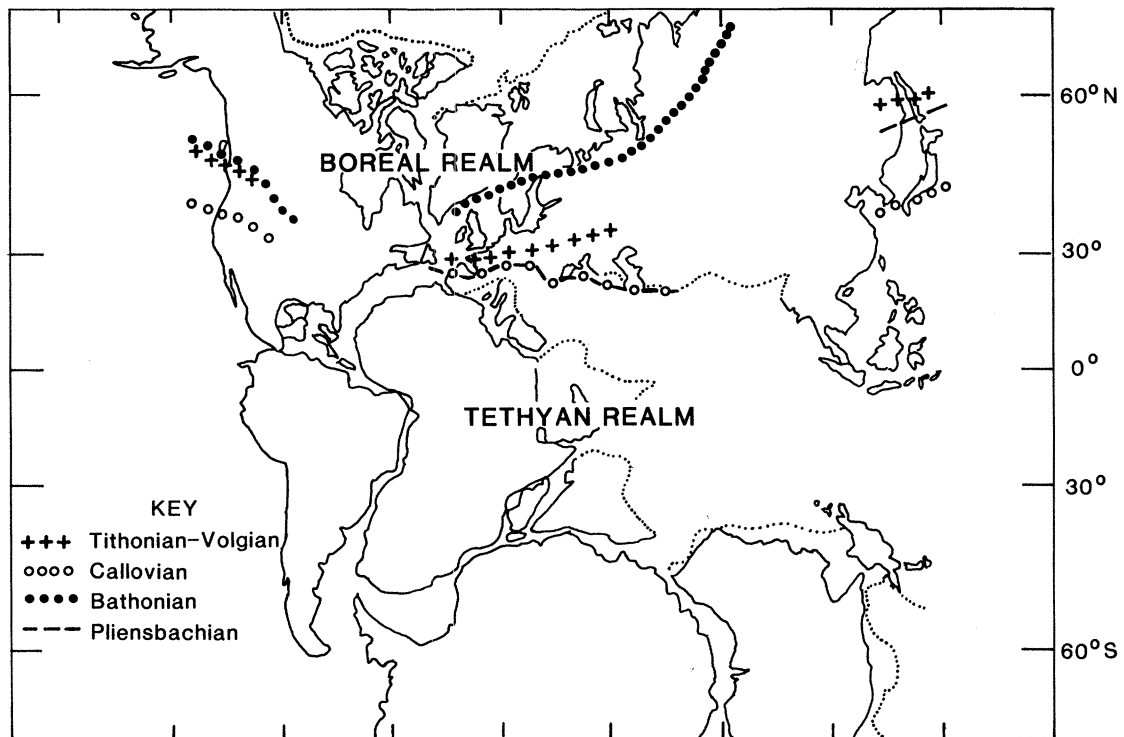 60°N
BOREAL REALM
30°
0°
TETHYAN REALM
30°
KEY
+++ Tithonian-Volgian
oooo Callovian
●●●● Bathonian
——— Pliensbachian
60°S